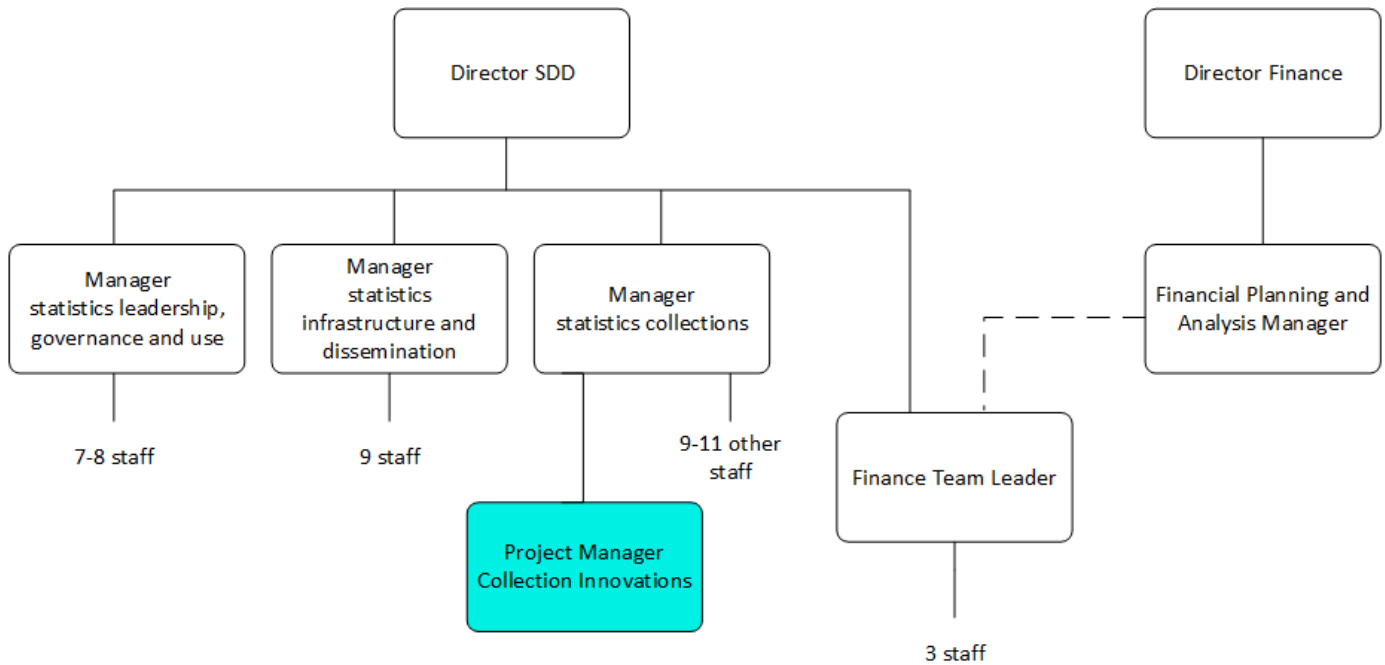 Director SDD
Director Finance
Manager
statistics leadership,
governance and use
Manager
statistics
infrastructure and
dissemination
Manager
statistics collections
Financial Planning and
Analysis Manager
7-8 staff
9 staff
9-11 other
staff
Finance Team Leader
Project Manager
Collection Innovations
3 staff